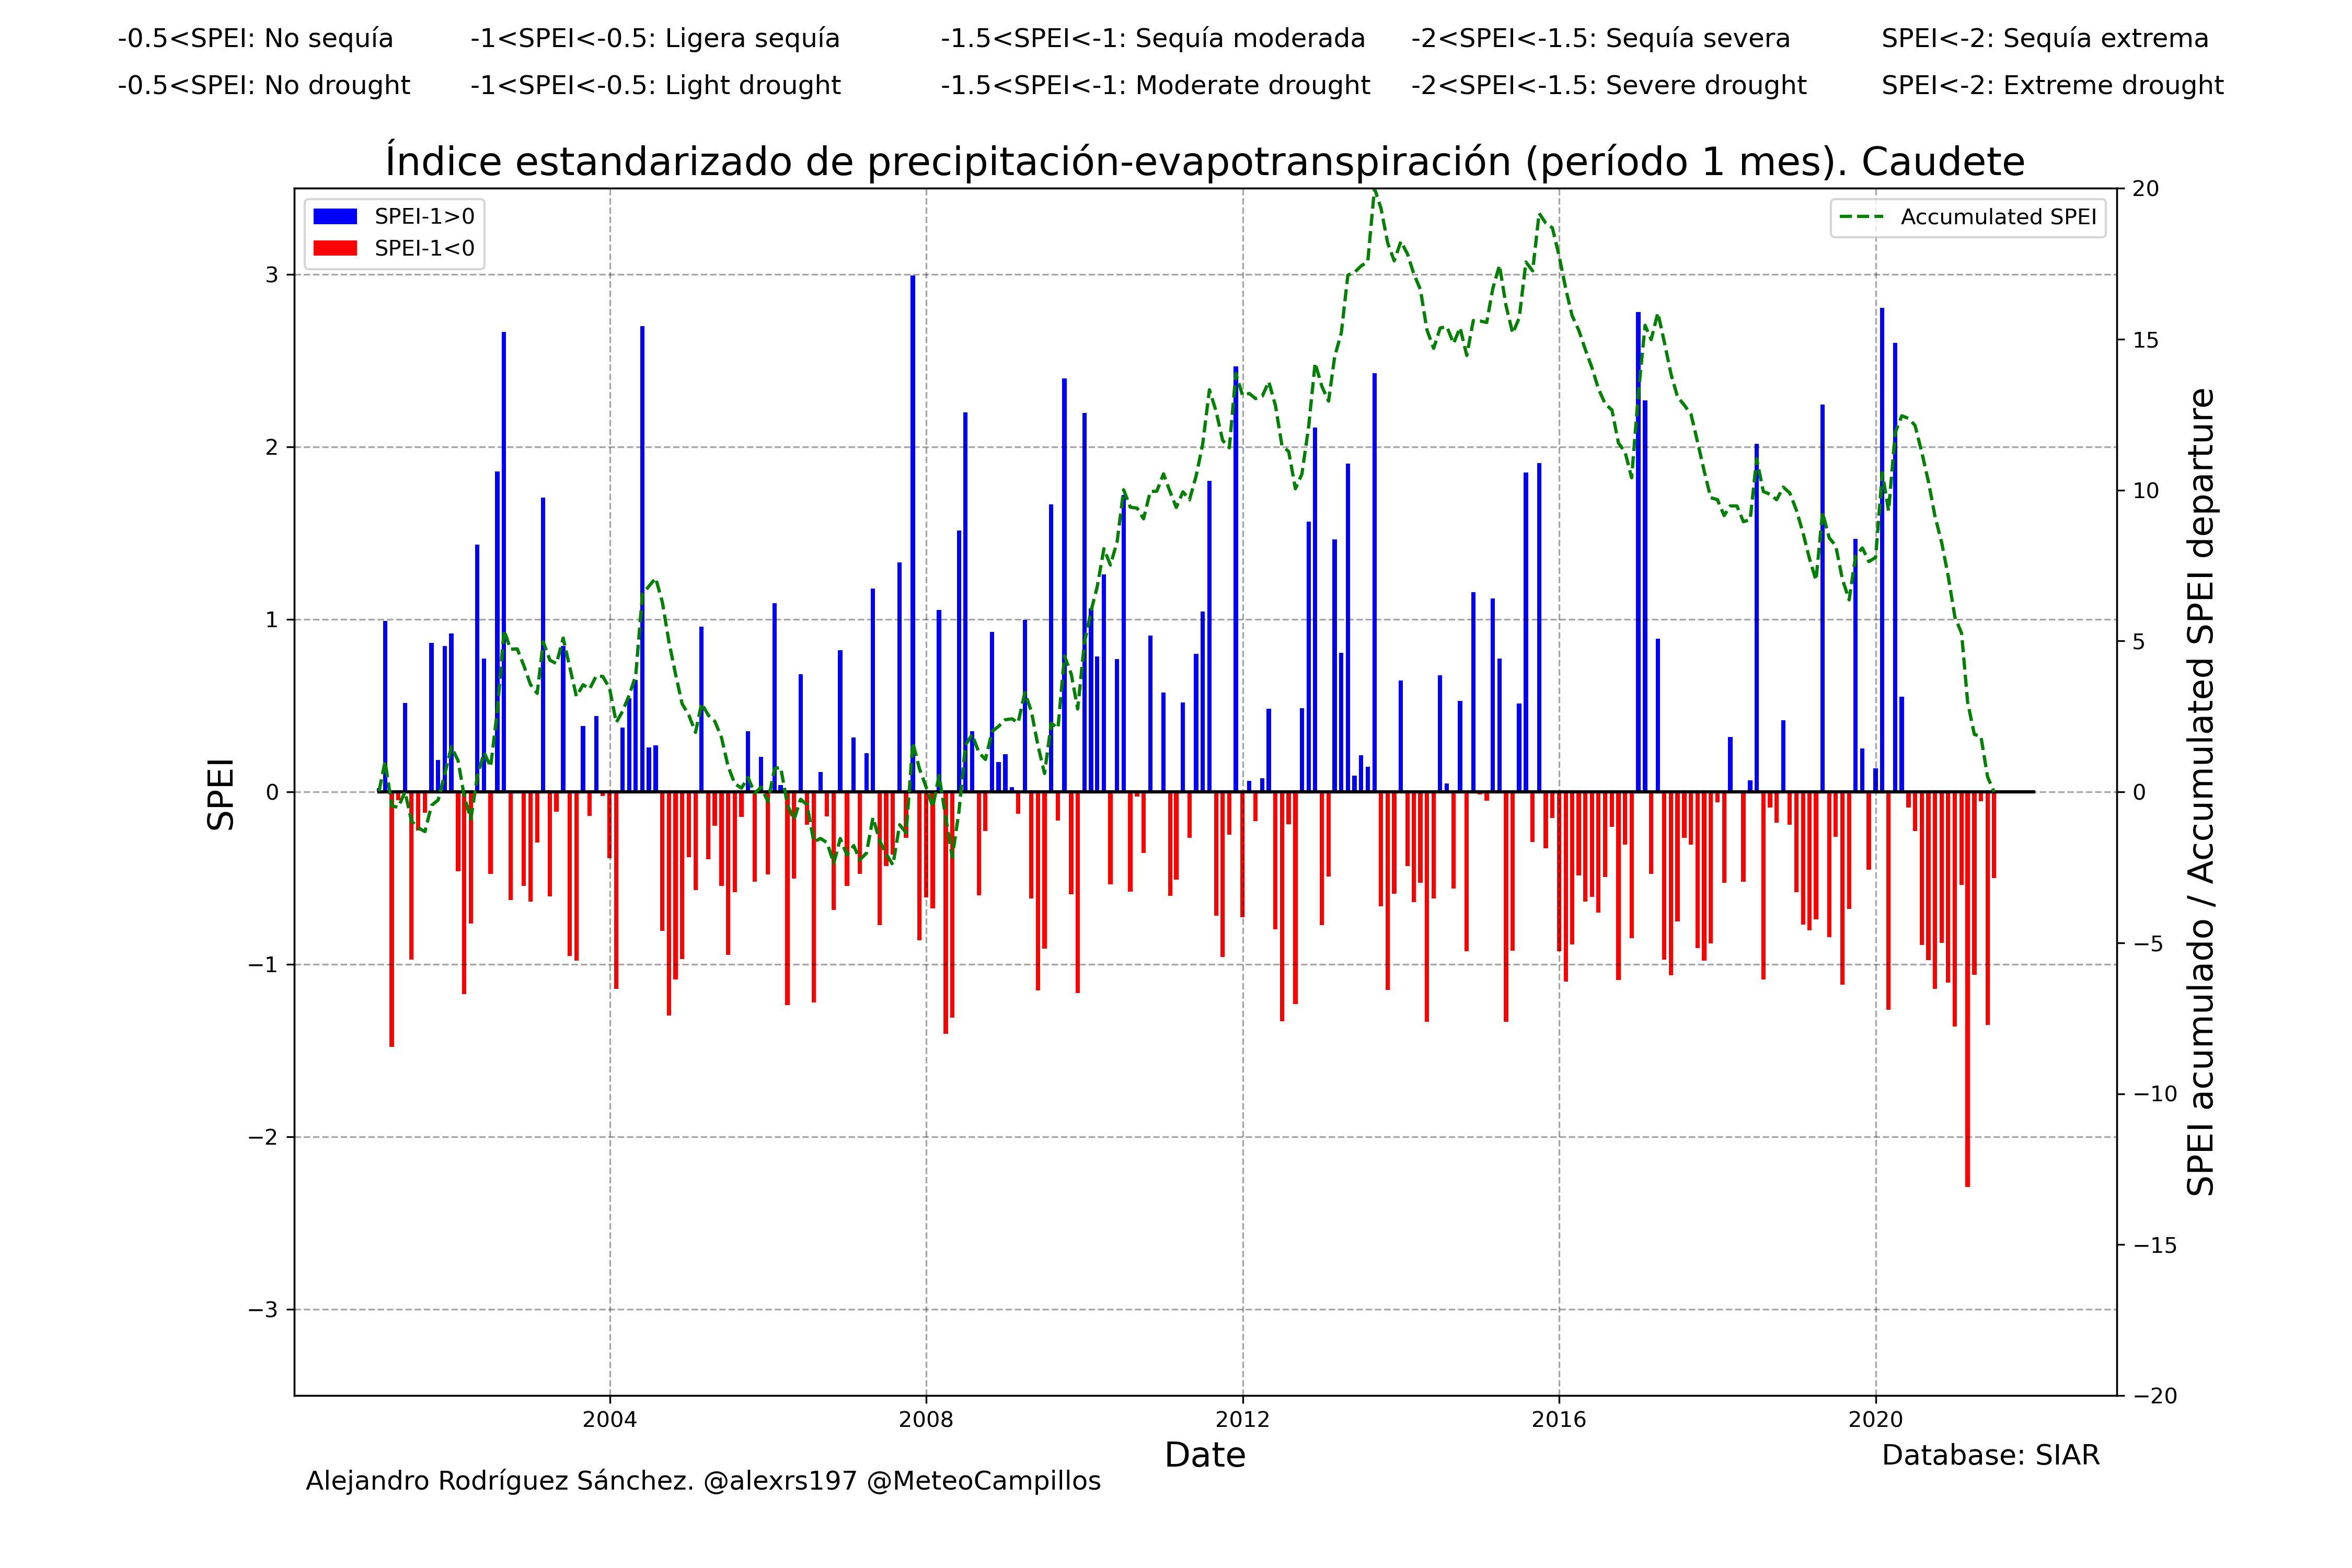 -0.5<SPEI: No sequía -1<SPEI<-0.5: Ligera sequía -1.5<SPEI<-1: Sequía moderada -2<SPEI<-1.5: Sequía severa SPEI<-2: Sequía extrema
-0.5<SPEI: No drought -1<SPEI<-0.5: Light drought -1.5<SPEI<-1: Moderate drought -2<SPEI<-1.5: Severe drought SPEI<-2: Extreme drought
Índice estandarizado de precipitación-evapotranspiración (período 1 mes). Caudete
SPEI-1>0
SPEI-1<0
Accumulated SPEI
SPEI
3
2
1
0
−1
−2
−3
20
15
10
5
0
−5
−10
−15
−20
SPEI acumulado / Accumulated SPEI departure
2004 2008 2012 2016 2020
Date
Database: SIAR
Alejandro Rodríguez Sánchez. @alexrs197 @MeteoCampillos